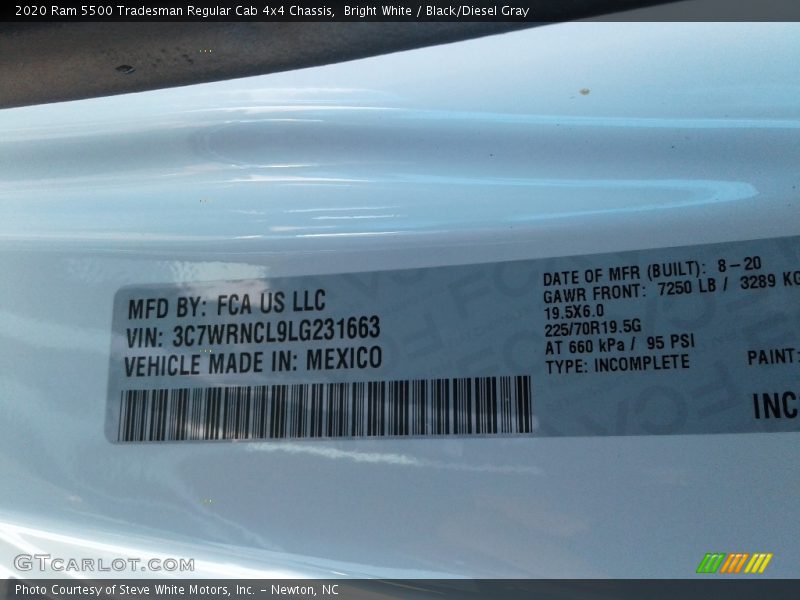 2020 Ram 5500 Tradesman Regular Cab 4x4 Chassis, Bright White / Black/Diesel Gray
MFD BY: FCA US LLC
VIN: 3C7WRNCL9LG231663
VEHICLE MADE IN: MEXICO
DATE OF MFR (BUILT): 8-20
GAWR FRONT: 7250 LB / 3289 KG
19.5X6.0
225/70R19.5G
AT 660 kPa / 95 PSI
TYPE: INCOMPLETE
PAINT:
INC
GTCARLOT.COM
Photo Courtesy of Steve White Motors, Inc. – Newton, NC